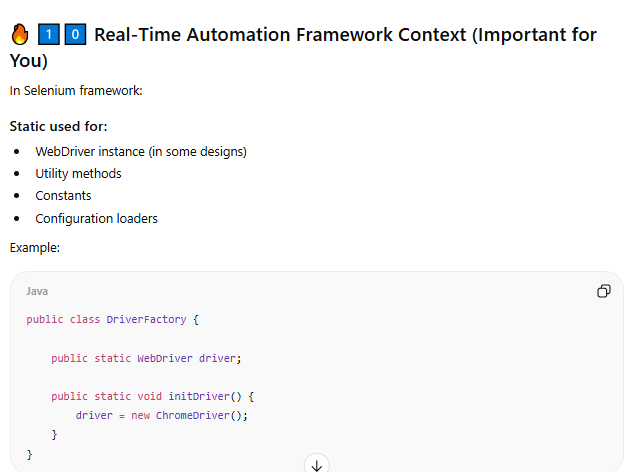 🔥 1️⃣ 0️⃣ Real-Time Automation Framework Context (Important for
You)
In Selenium framework:
Static used for:
• WebDriver instance (in some designs)
• Utility methods
• Constants
• Configuration loaders
Example:
Java
public class DriverFactory {
public static WebDriver driver;
public static void initDriver() {
driver = new ChromeDriver();
}
}